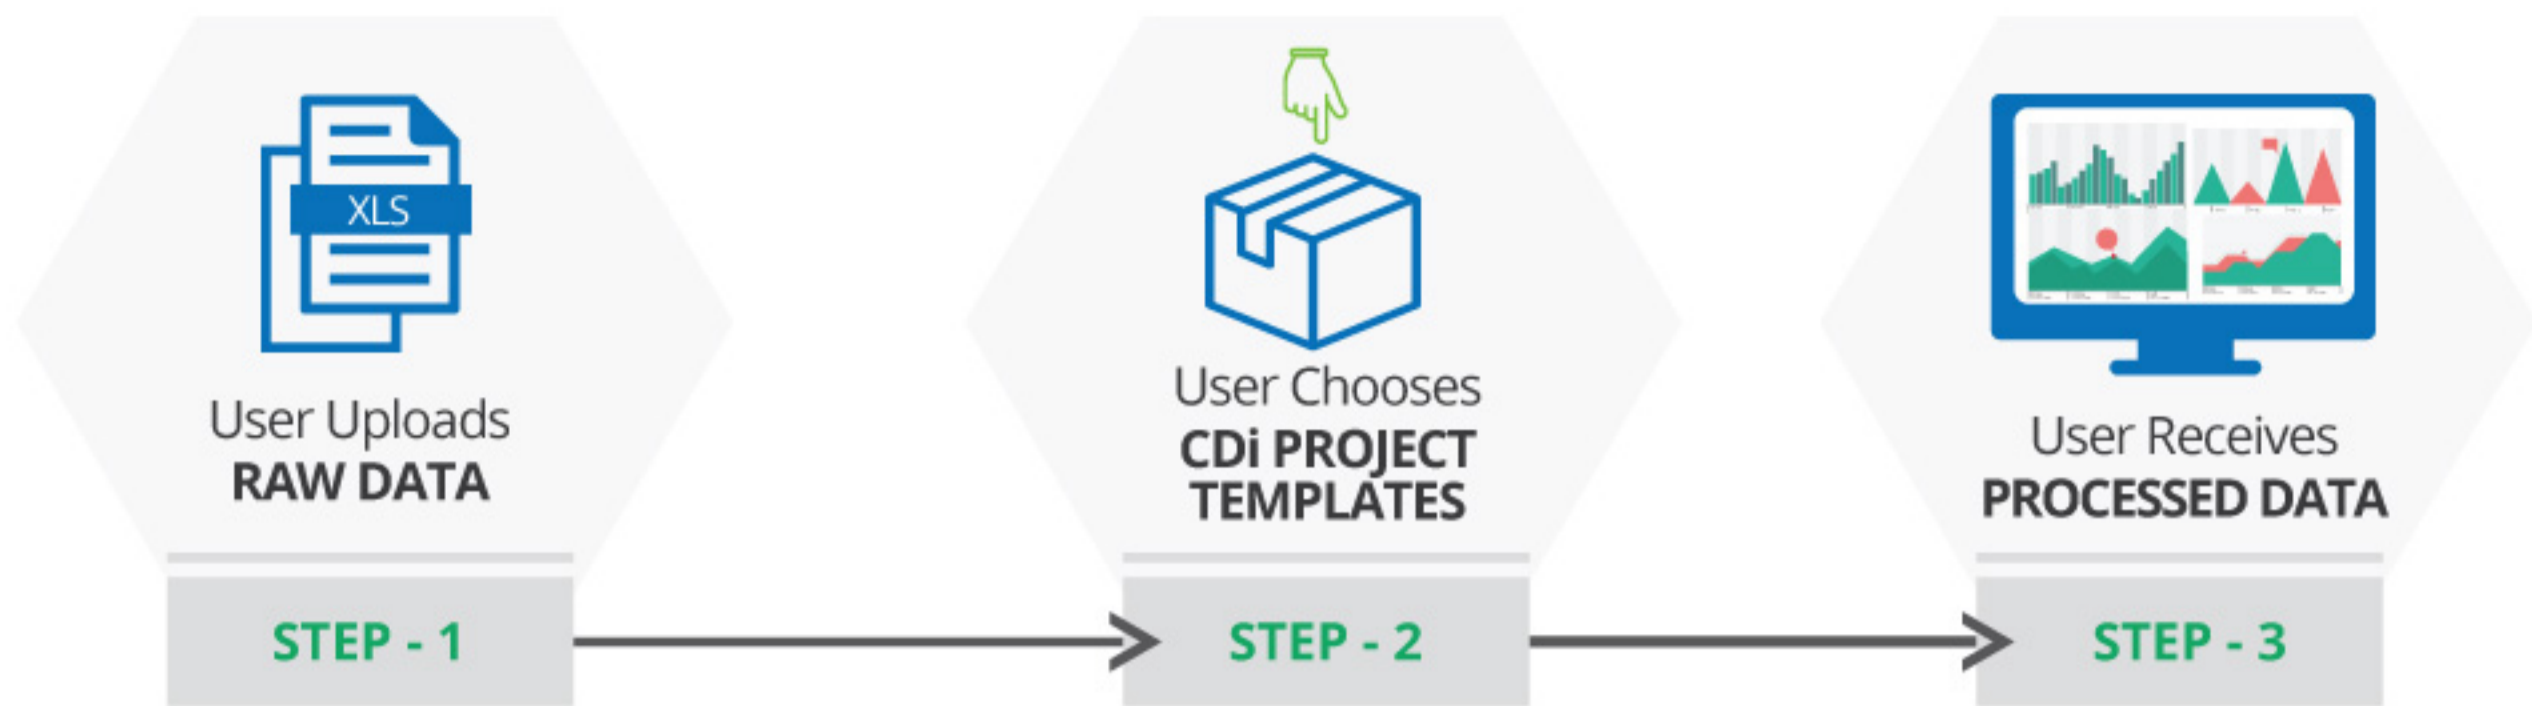 XLS
User Uploads
RAW DATA
STEP - 1
User Chooses
CDi PROJECT
TEMPLATES
STEP - 2
User Receives
PROCESSED DATA
STEP - 3